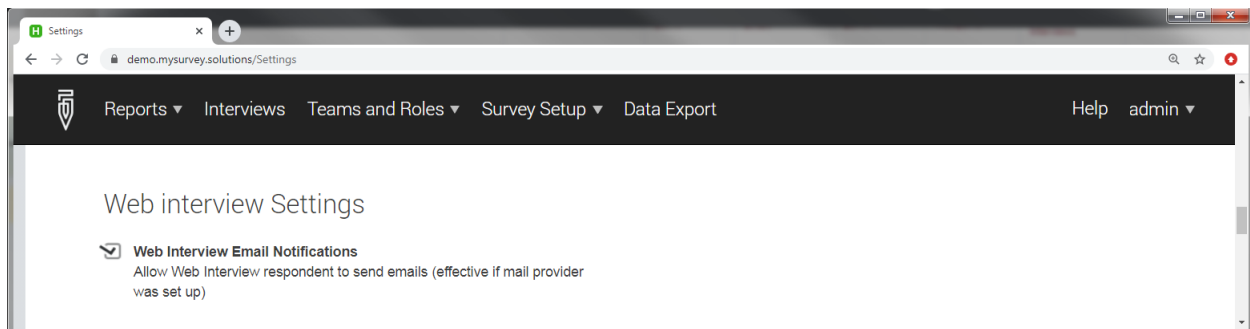 H Settings
demo.mysurvey.solutions/Settings
Reports Interviews Teams and Roles Survey Setup Data Export Help admin
Web interview Settings
Web Interview Email Notifications
Allow Web Interview respondent to send emails (effective if mail provider
was set up)